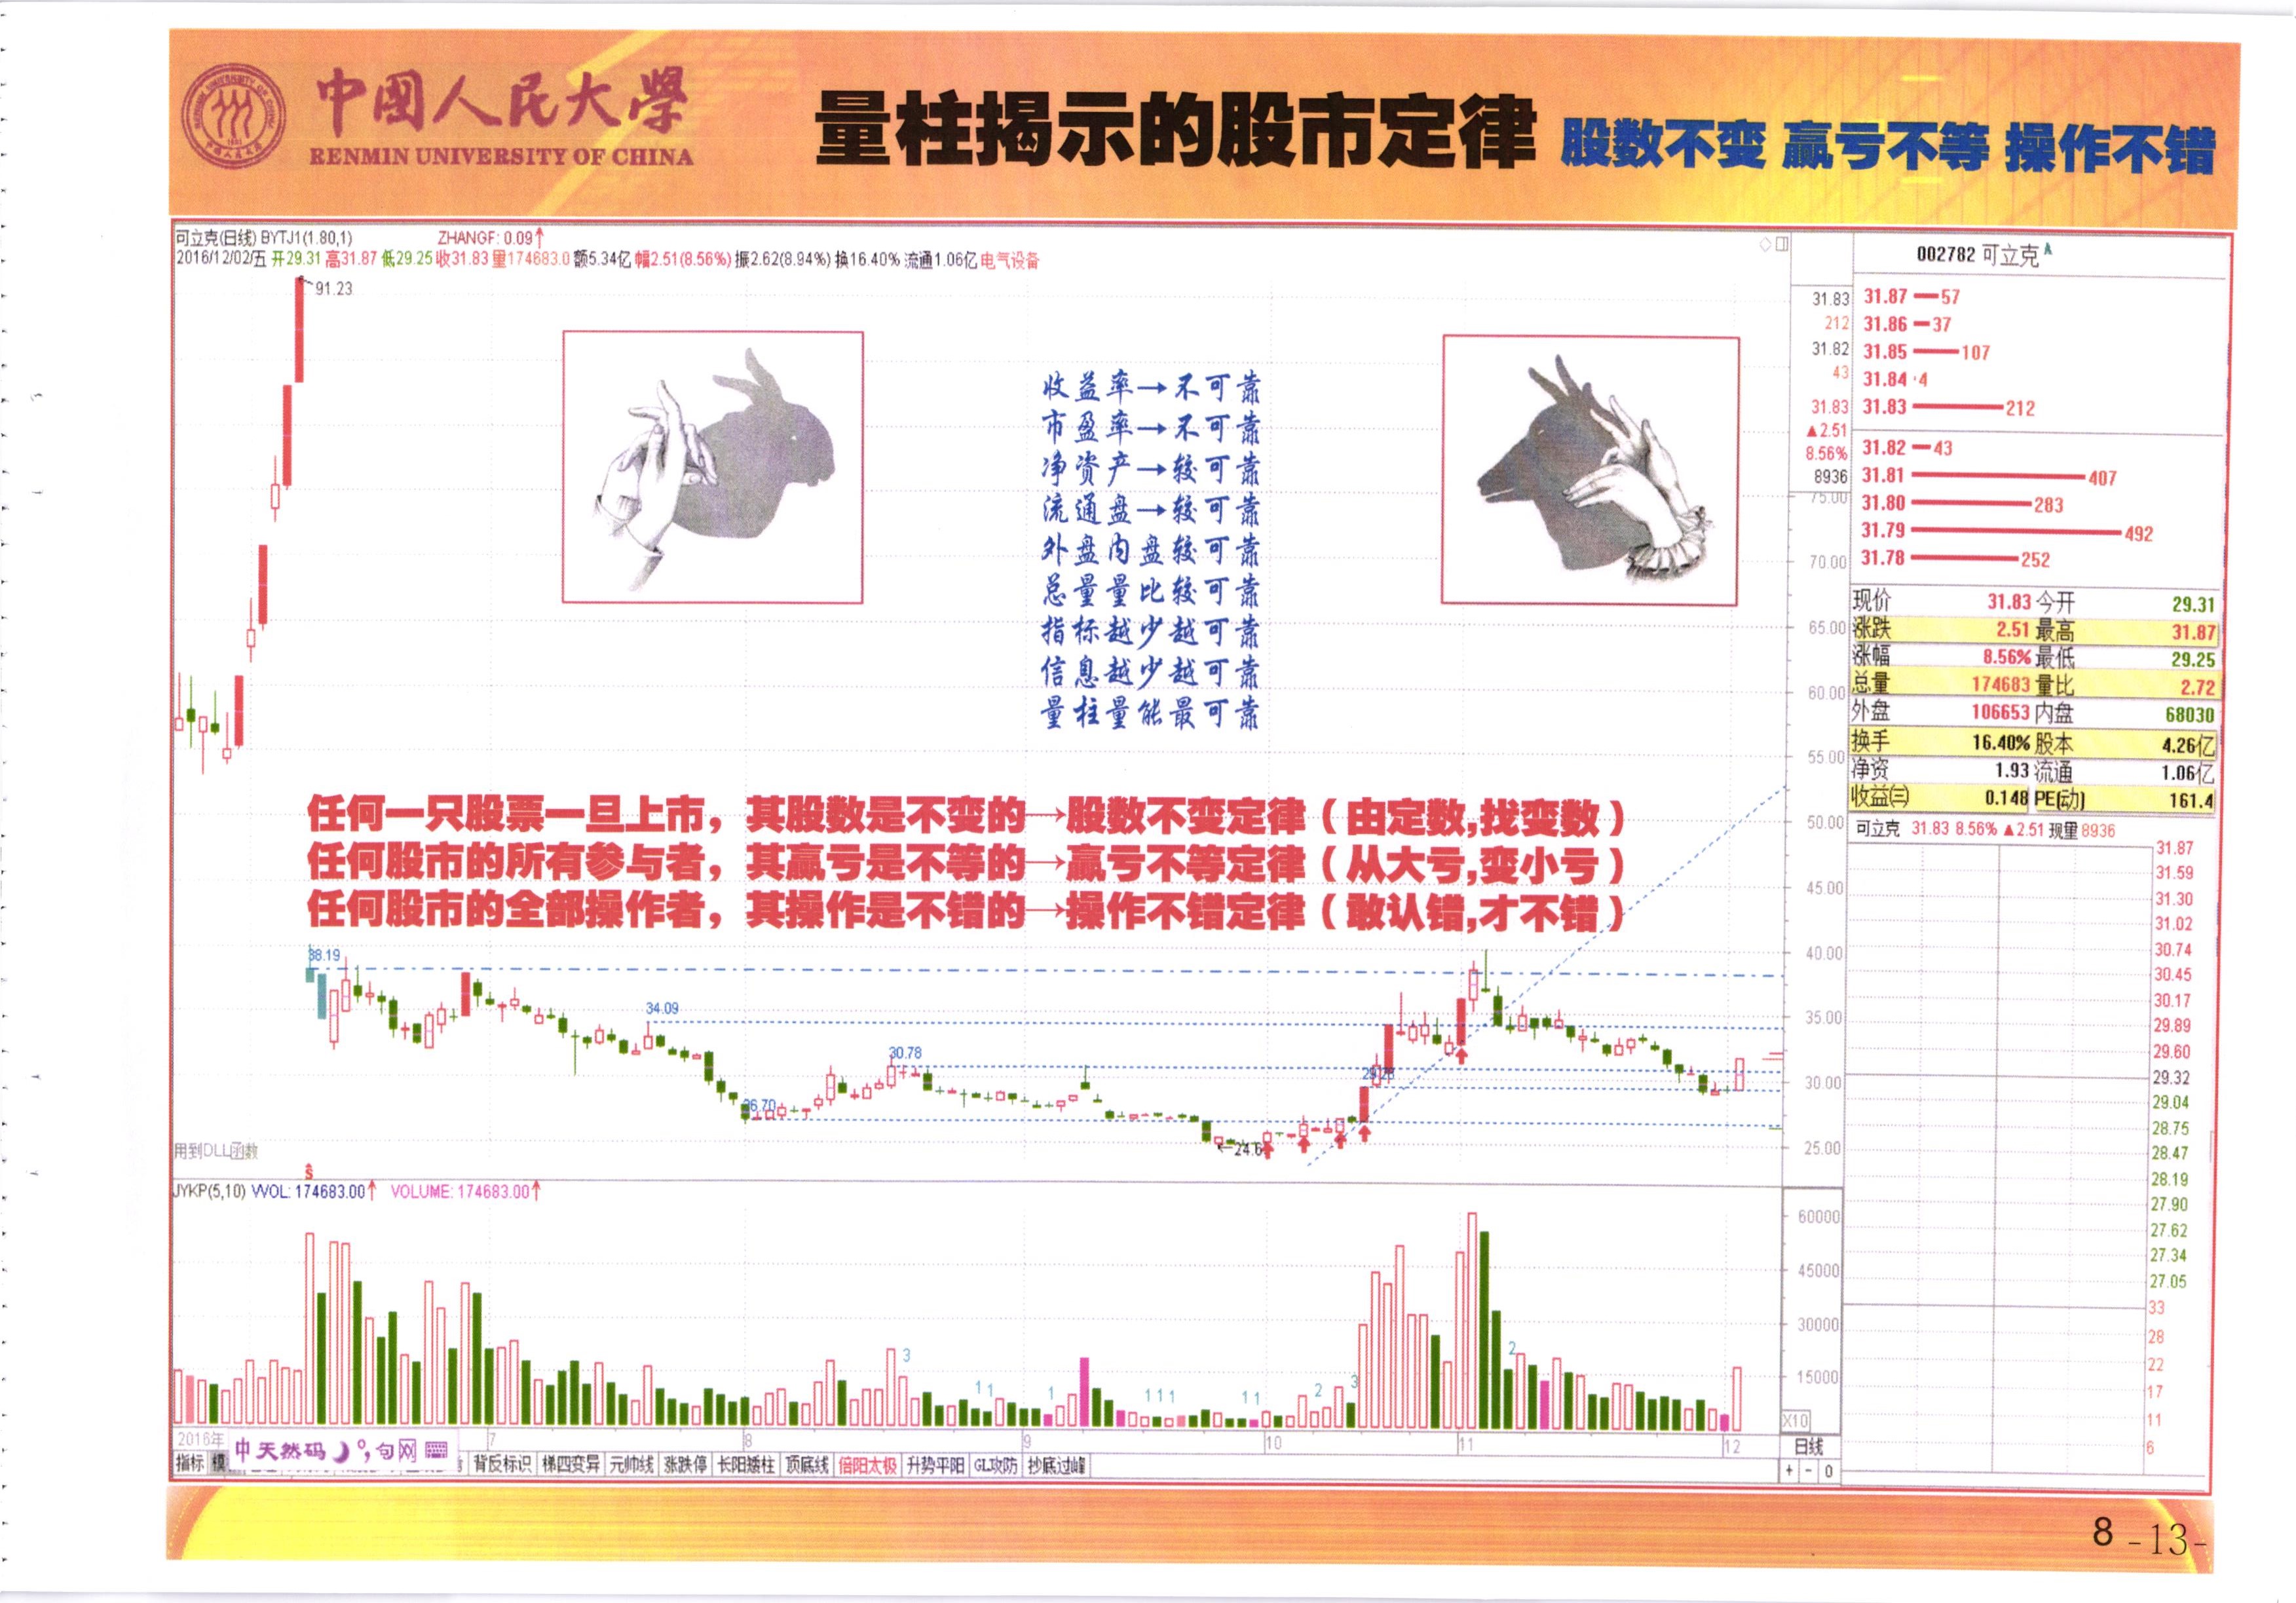 中國人民大學
RENMIN UNIVERSITY OF CHINA
量柱揭示的股市定律 股数不变 赢亏不等 操作不错
可立克(日线) BYTJ1(1.80,1) ZHANGF: 0.09↑
2016/12/02/五 开29.31 高31.87 低29.25 收31.83 量174683.0 额5.34亿 幅2.51(8.56%) 振2.62(8.94%) 换16.40% 流通1.06亿 电气设备
91.23
收益率→不可靠
市盈率→不可靠
净资产→较可靠
流通盘→较可靠
外盘内盘较可靠
总量量比较可靠
指标越少越可靠
信息越少越可靠
量柱量能最可靠
任何一只股票一旦上市，其股数是不变的→股数不变定律（由定数,找变数）
任何股市的所有参与者，其赢亏是不等的→赢亏不等定律（从大亏,变小亏）
任何股市的全部操作者，其操作是不错的→操作不错定律（敢认错,才不错）
38.19
34.09
30.78
26.70
←24.6
用到DLL函数
S
31.83
212
31.82
43
31.83
▲2.51
8.56%
8936
75.00
70.00
65.00
60.00
55.00
50.00
45.00
40.00
35.00
30.00
25.00
JYKP(5,10) VVOL: 174683.00↑ VOLUME: 174683.00↑
3
1 1
1
1 1 1
1 1
2
3
2
60000
45000
30000
15000
X10
2016年
7
8
9
10
11
12
日线
中天然码
句网
指标
背反标识
梯四变异
元帅线
涨跌停
长阳矮柱
顶底线
倍阳太极
升势平阳
GL攻防
抄底过峰
+ - 0
002782 可立克 A
31.87 57
31.86 37
31.85 107
31.84 4
31.83 212
31.82 43
31.81 407
31.80 283
31.79 492
31.78 252
现价 31.83 今开 29.31
涨跌 2.51 最高 31.87
涨幅 8.56% 最低 29.25
总量 174683 量比 2.72
外盘 106653 内盘 68030
换手 16.40% 股本 4.26亿
净资 1.93 流通 1.06亿
收益(三) 0.148 PE(动) 161.4
可立克 31.83 8.56% ▲2.51 现量8936
31.87
31.59
31.30
31.02
30.74
30.45
30.17
29.89
29.60
29.32
29.04
28.75
28.47
28.19
27.90
27.62
27.34
27.05
33
28
22
17
11
6
8 -13-